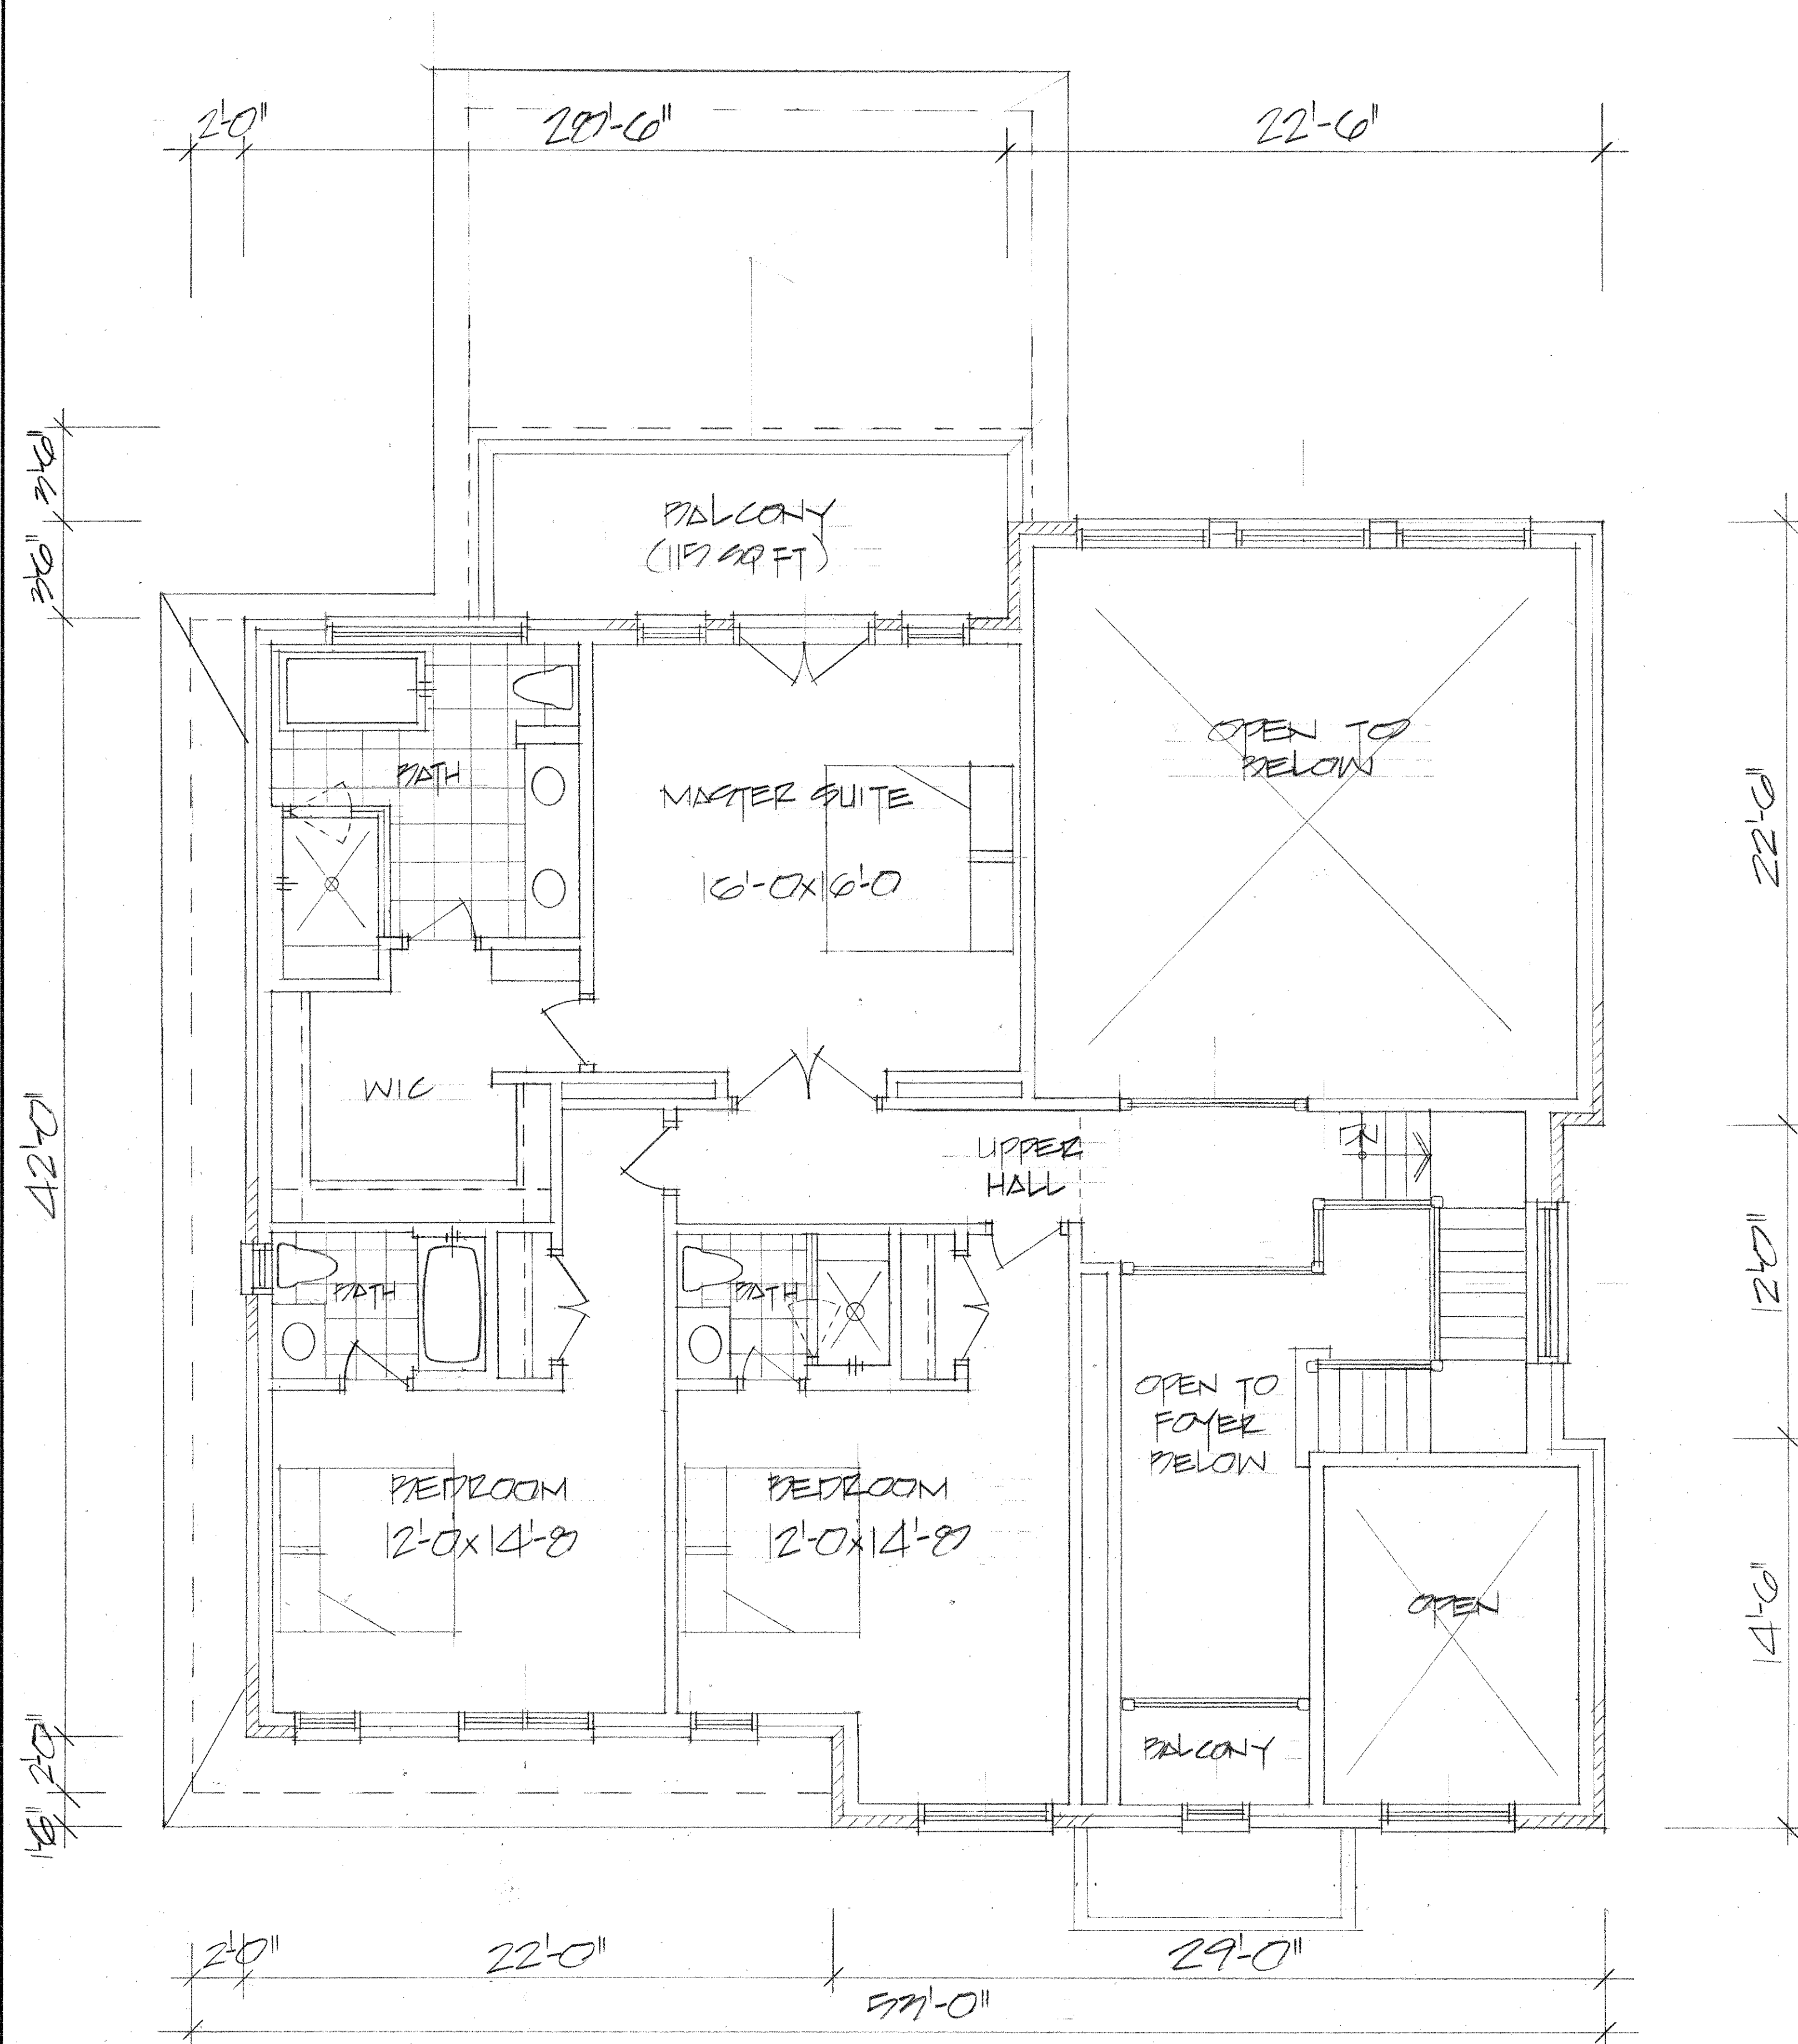 2'-0"
28'-6"
22'-6"
3'6"
3'6"
BALCONY
(115 SQ FT)
OPEN TO
BELOW
BATH
MASTER SUITE
16'-0x16'-0
22'-6"
WIC
42'-0"
UPPER
HALL
DN
12'-0"
BATH
BATH
OPEN TO
FOYER
BELOW
BEDROOM
12'-0x14'-8
BEDROOM
12'-0x14'-8
OPEN
14'-6"
2'-0"
1'6"
BALCONY
2'-0"
22'-0"
29'-0"
53'-0"